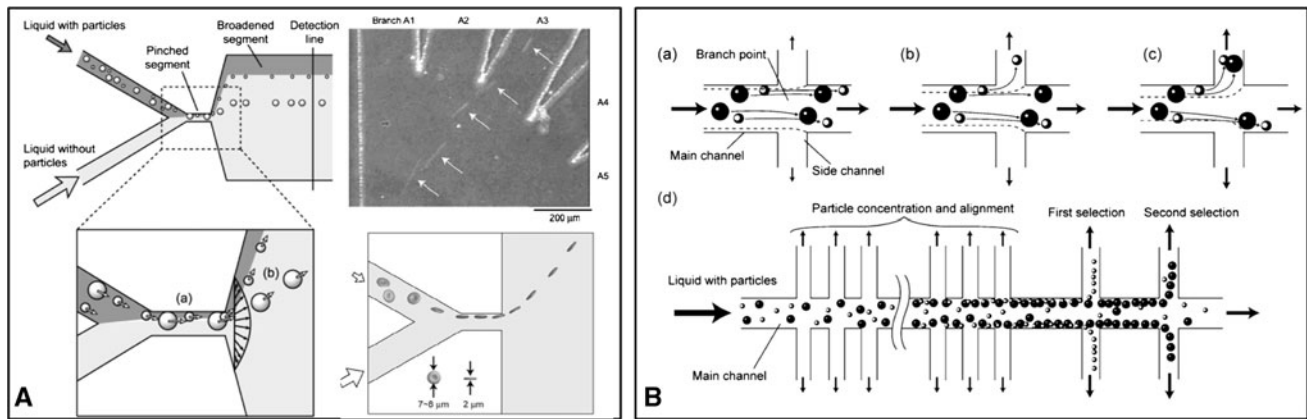 Liquid with particles
Pinched segment
Broadened segment
Detection line
Liquid without particles
(a)
(b)
Branch A1
A2
A3
A4
A5
200 μm
7~8 μm
2 μm
A
(a)
Branch point
(b)
(c)
Main channel
Side channel
(d)
Particle concentration and alignment
First selection
Second selection
Liquid with particles
Main channel
B